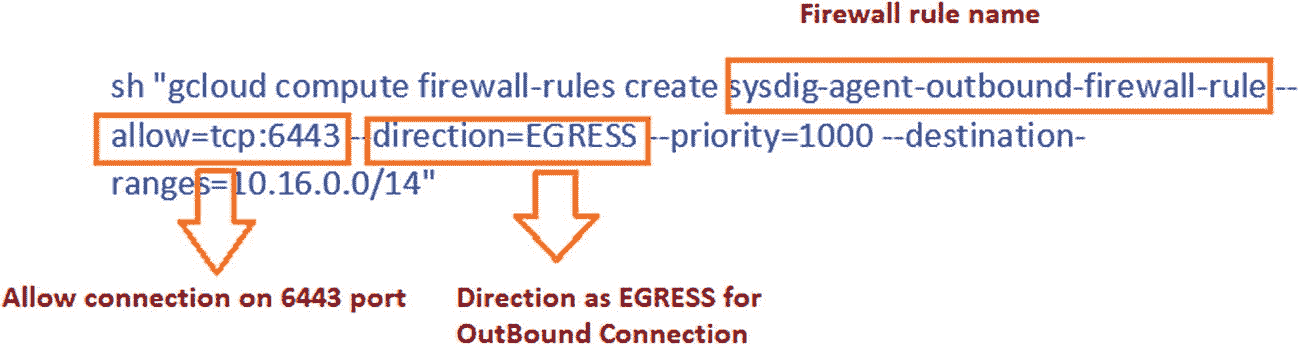 Firewall rule name
sh "gcloud compute firewall-rules create sysdig-agent-outbound-firewall-rule --
allow=tcp:6443 --direction=EGRESS --priority=1000 --destination-
ranges=10.16.0.0/14"
Allow connection on 6443 port
Direction as EGRESS for
OutBound Connection